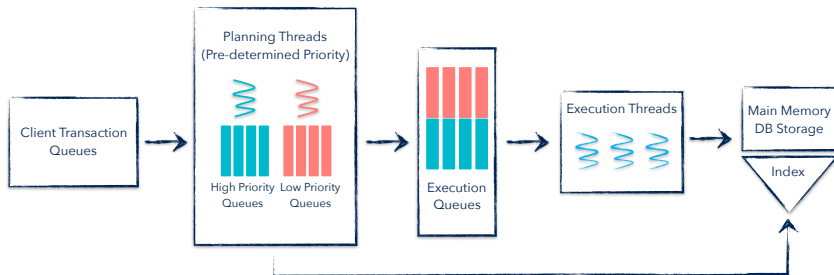 Client Transaction
Queues
Planning Threads
(Pre-determined Priority)
High Priority
Queues
Low Priority
Queues
Execution
Queues
Execution Threads
Main Memory
DB Storage
Index